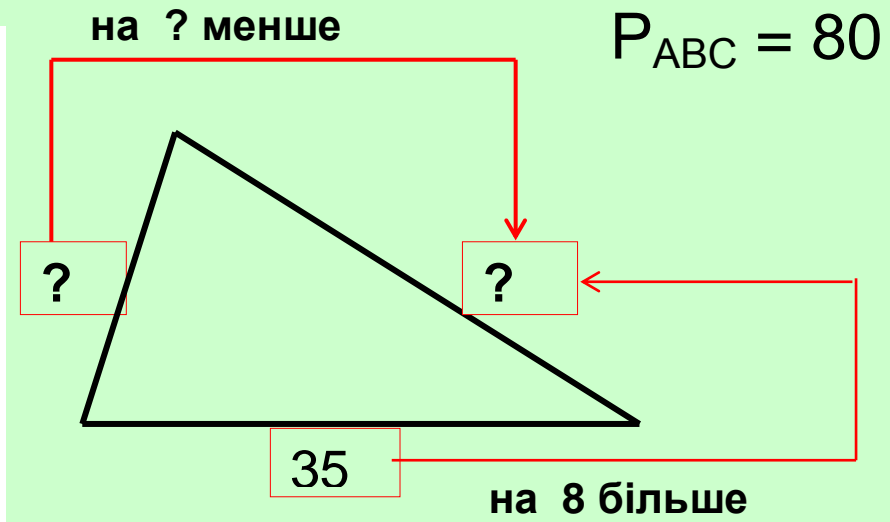 на ? менше
P_ABC = 80
?
?
35
на 8 більше